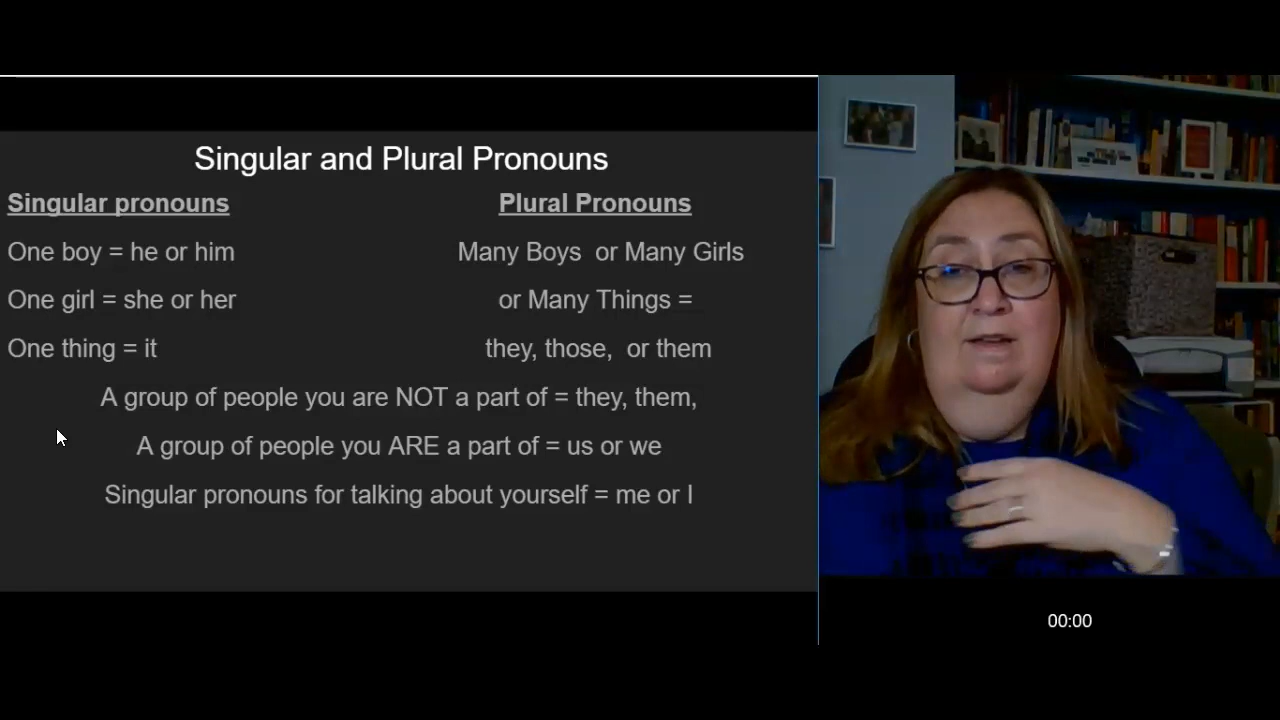 Singular and Plural Pronouns
Singular pronouns
One boy = he or him
One girl = she or her
One thing = it
Plural Pronouns
Many Boys  or Many Girls
or Many Things =
they, those,  or them
A group of people you are NOT a part of = they, them,
A group of people you ARE a part of = us or we
Singular pronouns for talking about yourself = me or I
00:00